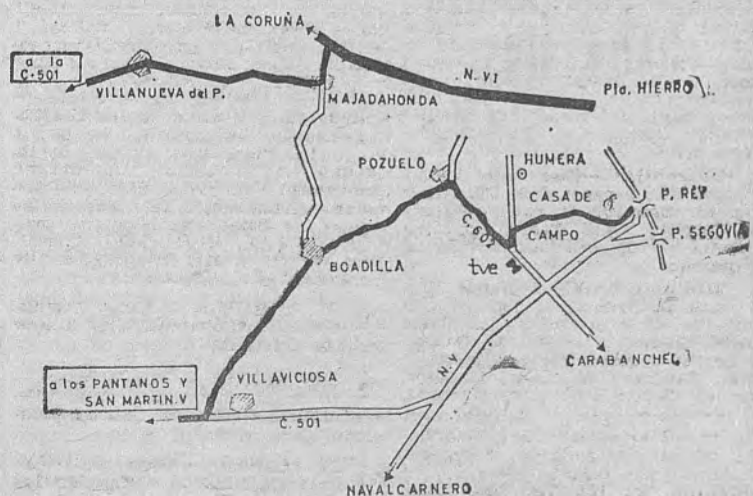 LA CORUÑA
a la
C-501
N.VI
VILLANUEVA del P.
MAJADAHONDA
Pta. HIERRO
POZUELO
HUMERA
CASA DE
CAMPO
P. REY
P. SEGOVIA
C.602
BOADILLA
tve
N.V
CARABANCHEL
a los PANTANOS Y
SAN MARTIN.V
VILLAVICIOSA
C.501
NAVALCARNERO